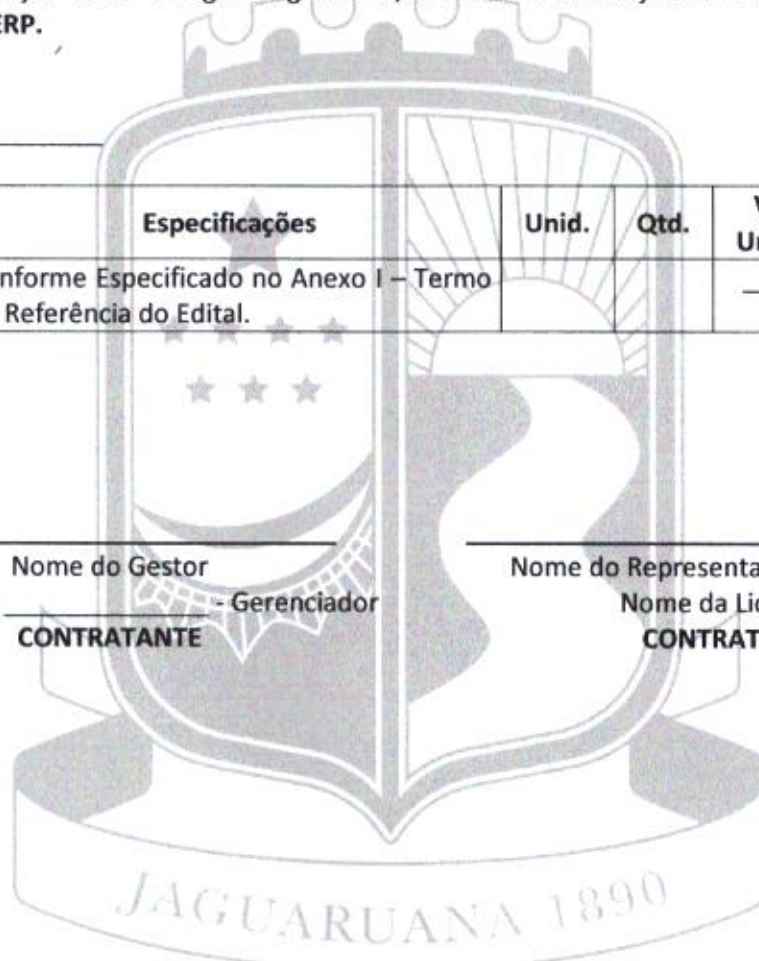 ERP.
Especificações Unid. Qtd.
nforme Especificado no Anexo I – Termo
Referência do Edital.
Nome do Gestor
- Gerenciador
CONTRATANTE
Nome do Representa
Nome da Lic
CONTRAT
JAGUARUANA 1890